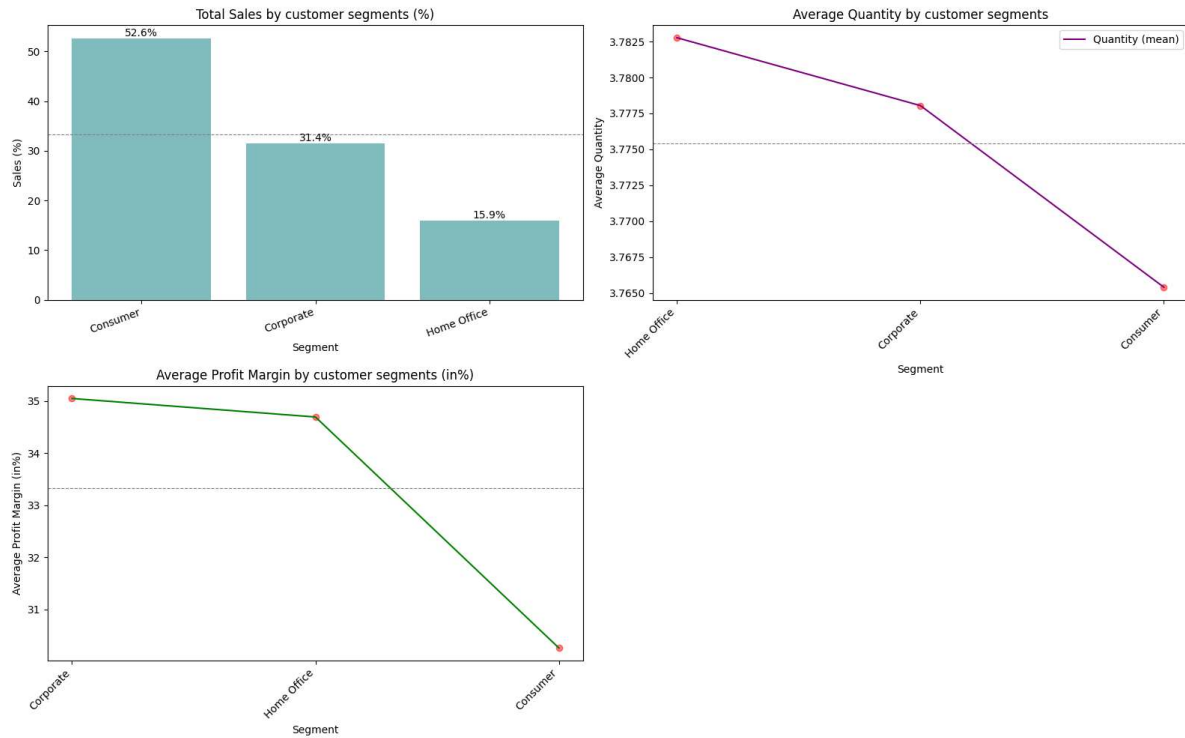 Total Sales by customer segments (%)
52.6%
31.4%
15.9%
50
40
30
20
10
0
Sales (%)
Consumer
Corporate
Home Office
Segment
Average Quantity by customer segments
Quantity (mean)
3.7825
3.7800
3.7775
3.7750
3.7725
3.7700
3.7675
3.7650
Average Quantity
Home Office
Corporate
Consumer
Segment
Average Profit Margin by customer segments (in%)
35
34
33
32
31
Average Profit Margin (in%)
Corporate
Home Office
Consumer
Segment